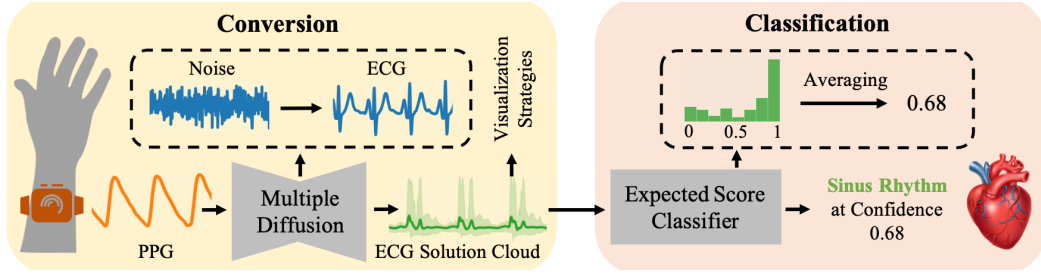 Conversion
Noise
ECG
Visualization
Strategies
PPG
Multiple
Diffusion
ECG Solution Cloud
Classification
0
0.5
1
Averaging
0.68
Expected Score
Classifier
Sinus Rhythm
at Confidence
0.68